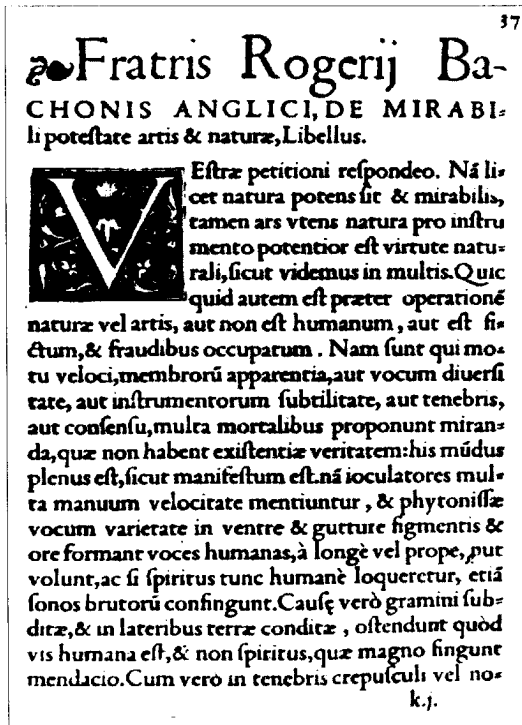 37
Fratris Rogerij Ba-
CHONIS ANGLICI, DE MIRABI-
li poteſtate artis & naturæ, Libellus.
VEſtræ petitioni reſpondeo. Nã li-
cet natura potens ſit & mirabilis,
tamen ars vtens natura pro inſtru
mento potentior eſt virtute natu-
rali, ſicut videmus in multis. Quic
quid autem eſt præter operationẽ
naturæ vel artis, aut non eſt humanum, aut eſt fi-
ctum, & fraudibus occupatum. Nam ſunt qui mo-
tu veloci, membrorũ apparentia, aut vocum diuerſi
tate, aut inſtrumentorum ſubtilitate, aut tenebris,
aut conſenſu, multa mortalibus proponunt miran-
da, quæ non habent exiſtentiæ veritatem: his mũdus
plenus eſt, ſicut manifeſtum eſt. nã ioculatores mul-
ta manuum velocitate mentiuntur, & phytoniſſæ
vocum varietate in ventre & gutture figmentis &
ore formant voces humanas, à longè vel prope, put
volunt, ac ſi ſpiritus tunc humanè loqueretur, etiã
ſonos brutorũ confingunt. Cauſę verò gramini ſub-
ditæ, & in lateribus terræ conditæ, oſtendunt quòd
vis humana eſt, & non ſpiritus, quæ magno fingunt
mendacio. Cum verò in tenebris crepuſculi vel no-
k.j.